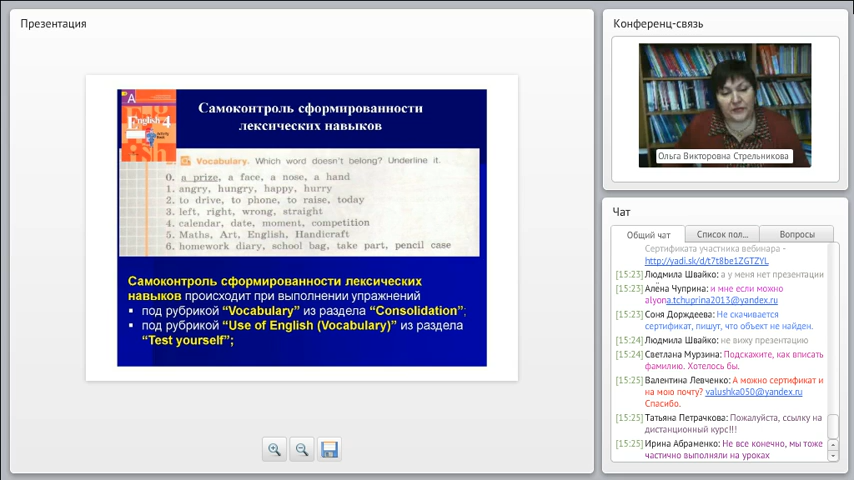 Презентация
Самоконтроль сформированности
лексических навыков
A
English 4
Vocabulary. Which word doesn't belong? Underline it.
0. a prize, a face, a nose, a hand
1. angry, hungry, happy, hurry
2. to drive, to phone, to raise, today
3. left, right, wrong, straight
4. calendar, date, moment, competition
5. Maths, Art, English, Handicraft
6. homework diary, school bag, take part, pencil case
Самоконтроль сформированности лексических
навыков происходит при выполнении упражнений
▪ под рубрикой “Vocabulary” из раздела “Consolidation”;
▪ под рубрикой “Use of English (Vocabulary)” из раздела
“Test yourself”;
Конференц-связь
Ольга Викторовна Стрельникова
Чат
Общий чат
Список пол...
Вопросы
Сертификата участника вебинара -
http://yadi.sk/d/t7t8be1ZGTZYL
[15:23] Людмила Швайко: а у меня нет презентации
[15:23] Алёна Чуприна: и мне если можно
alyona.tchuprina2013@yandex.ru
[15:23] Соня Дорждеева: Не скачивается
сертификат, пишут, что объект не найден.
[15:24] Людмила Швайко: не вижу презентацию
[15:24] Светлана Мурзина: Подскажите, как вписать
фамилию. Хотелось бы.
[15:25] Валентина Левченко: А можно сертификат и
на мою почту? valushka050@yandex.ru
Спасибо.
[15:25] Татьяна Петрачкова: Пожалуйста, ссылку на
дистанционный курс!!!
[15:25] Ирина Абраменко: Не все конечно, мы тоже
частично выполняли на уроках